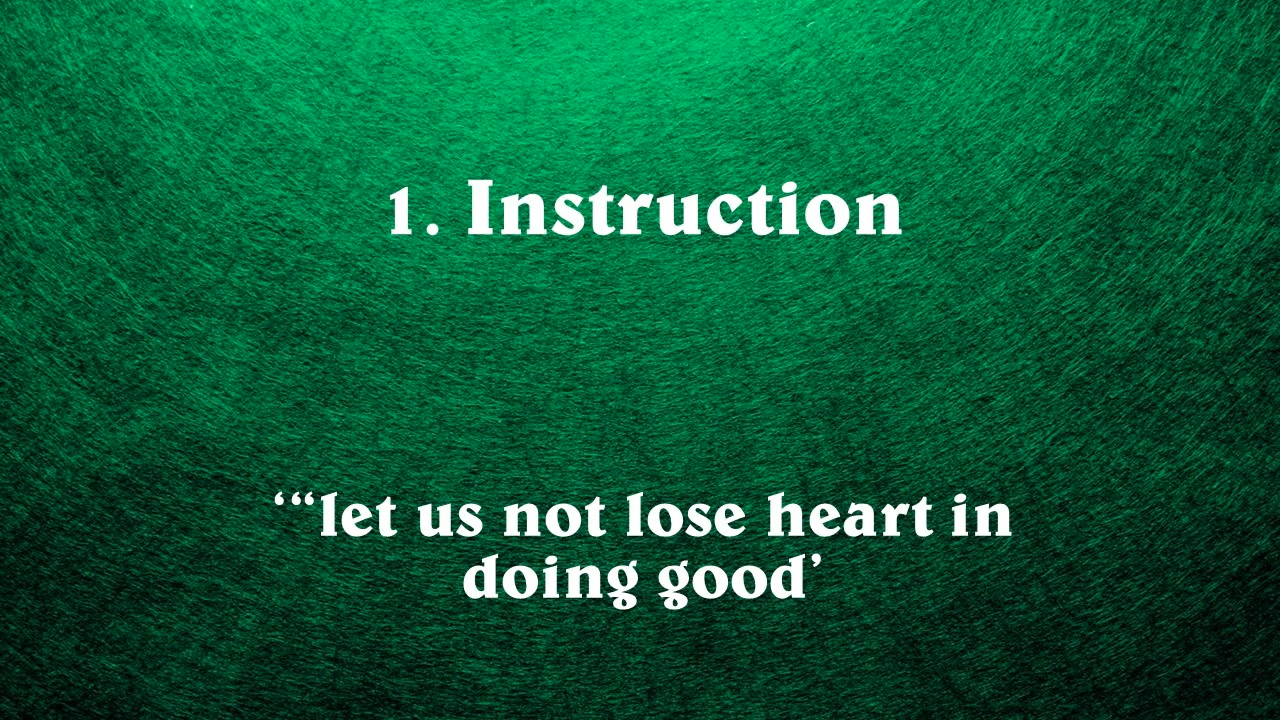 1. Instruction
‘“let us not lose heart in
doing good’